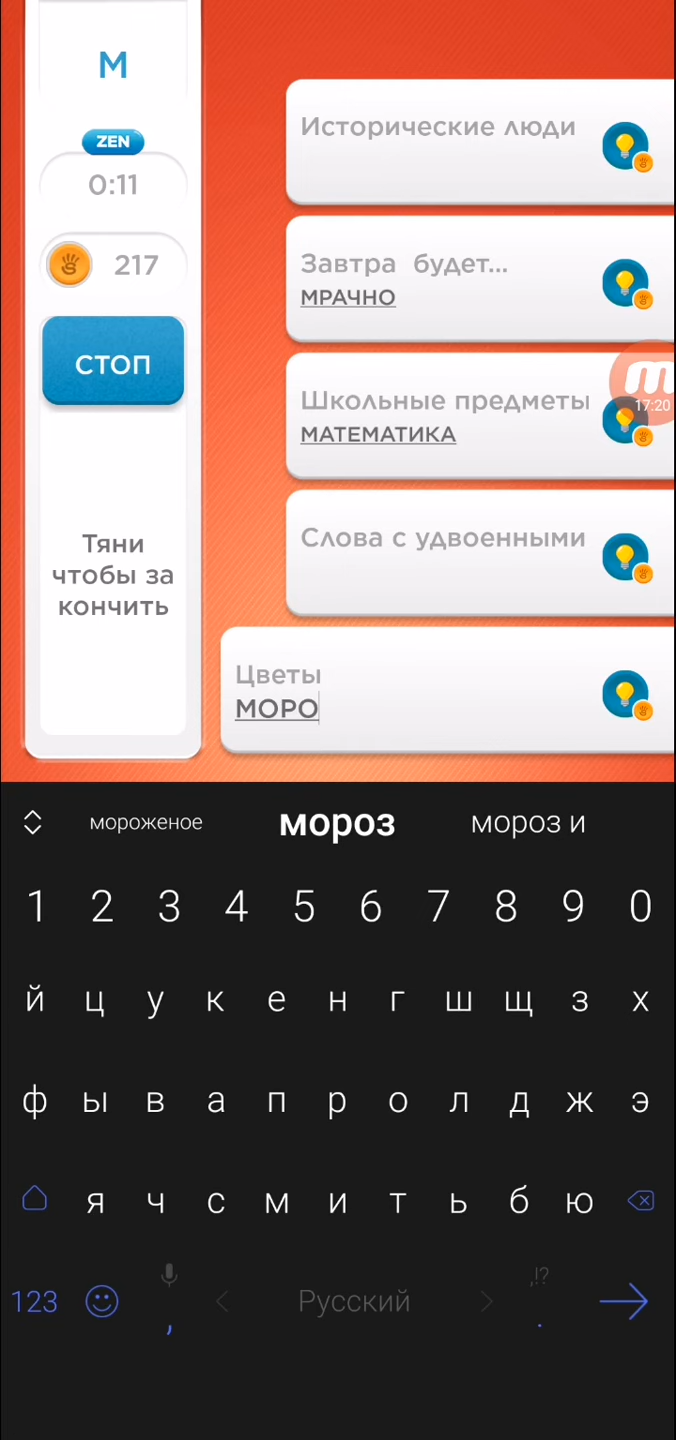 М
ZEN
0:11
217
СТОП
Тяни
чтобы за
кончить
Исторические люди
Завтра будет...
МРАЧНО
Школьные предметы
МАТЕМАТИКА
17:20
Слова с удвоенными
Цветы
МОРО
мороженое мороз мороз и
1 2 3 4 5 6 7 8 9 0
й ц у к е н г ш щ з х
ф ы в а п р о л д ж э
я ч с м и т ь б ю
,!?
123 , Русский .